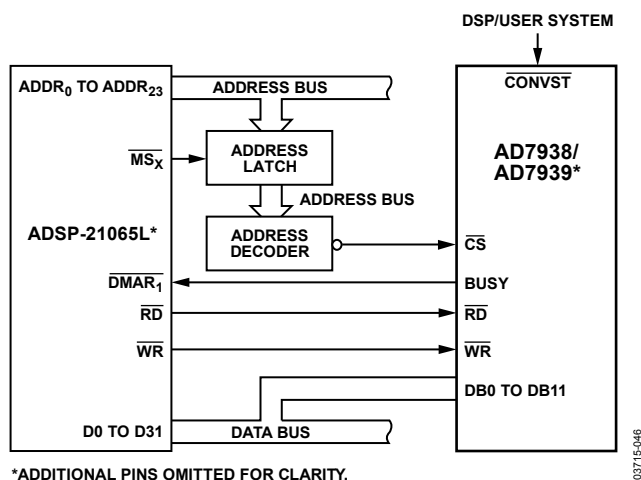 DSP/USER SYSTEM
ADDR0 TO ADDR23
ADDRESS BUS
CONVST
MSX
ADDRESS
LATCH
AD7938/
AD7939*
ADDRESS BUS
ADSP-21065L*
ADDRESS
DECODER
CS
DMAR1
BUSY
RD
RD
WR
WR
DB0 TO DB11
D0 TO D31
DATA BUS
*ADDITIONAL PINS OMITTED FOR CLARITY.
03715-046